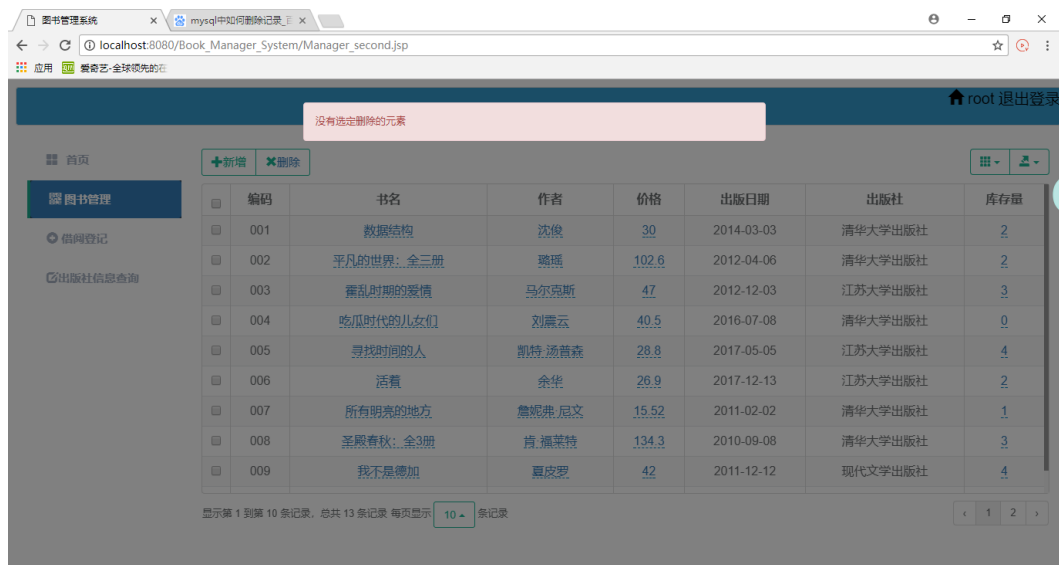 图书管理系统
mysql中如何删除记录_百
localhost:8080/Book_Manager_System/Manager_second.jsp
应用 爱奇艺-全球领先的在
root 退出登录
没有选定删除的元素
首页
新增 删除
图书管理
编码 书名 作者 价格 出版日期 出版社 库存量
借阅登记
001 数据结构 沈俊 30 2014-03-03 清华大学出版社 2
002 平凡的世界：全三册 璐瑶 102.6 2012-04-06 清华大学出版社 2
出版社信息查询
003 霍乱时期的爱情 马尔克斯 47 2012-12-03 江苏大学出版社 3
004 吃瓜时代的儿女们 刘震云 40.5 2016-07-08 清华大学出版社 0
005 寻找时间的人 凯特·汤普森 28.8 2017-05-05 江苏大学出版社 4
006 活着 余华 26.9 2017-12-13 江苏大学出版社 2
007 所有明亮的地方 詹妮弗·尼文 15.52 2011-02-02 清华大学出版社 1
008 圣殿春秋：全3册 肯·福莱特 134.3 2010-09-08 清华大学出版社 3
009 我不是德加 夏皮罗 42 2011-12-12 现代文学出版社 4
显示第 1 到第 10 条记录，总共 13 条记录 每页显示 10 条记录
‹ 1 2 ›